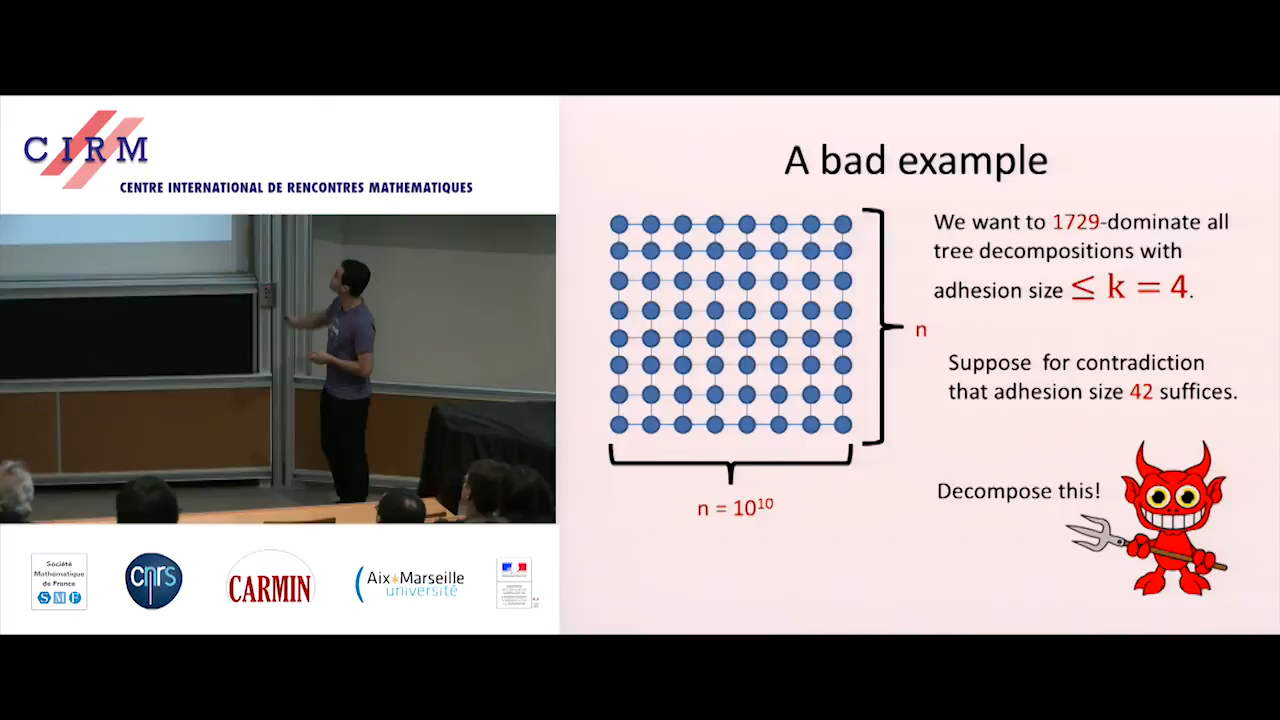 CIRM
CENTRE INTERNATIONAL DE RENCONTRES MATHEMATIQUES
A bad example
We want to 1729-dominate all
tree decompositions with
adhesion size ≤ k = 4.
n
Suppose for contradiction
that adhesion size 42 suffices.
Decompose this!
n = 10¹⁰
Société
Mathématique
de France
SMF
cnrs
CARMIN
Aix*Marseille
université